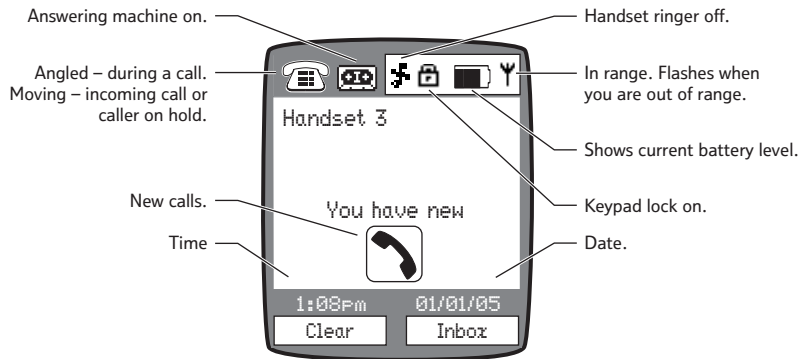 Answering machine on.
Handset ringer off.
Angled – during a call.
Moving – incoming call or
caller on hold.
In range. Flashes when
you are out of range.
Handset 3
Shows current battery level.
You have new
New calls.
Keypad lock on.
Time
Date.
1:08pm 01/01/05
Clear Inbox